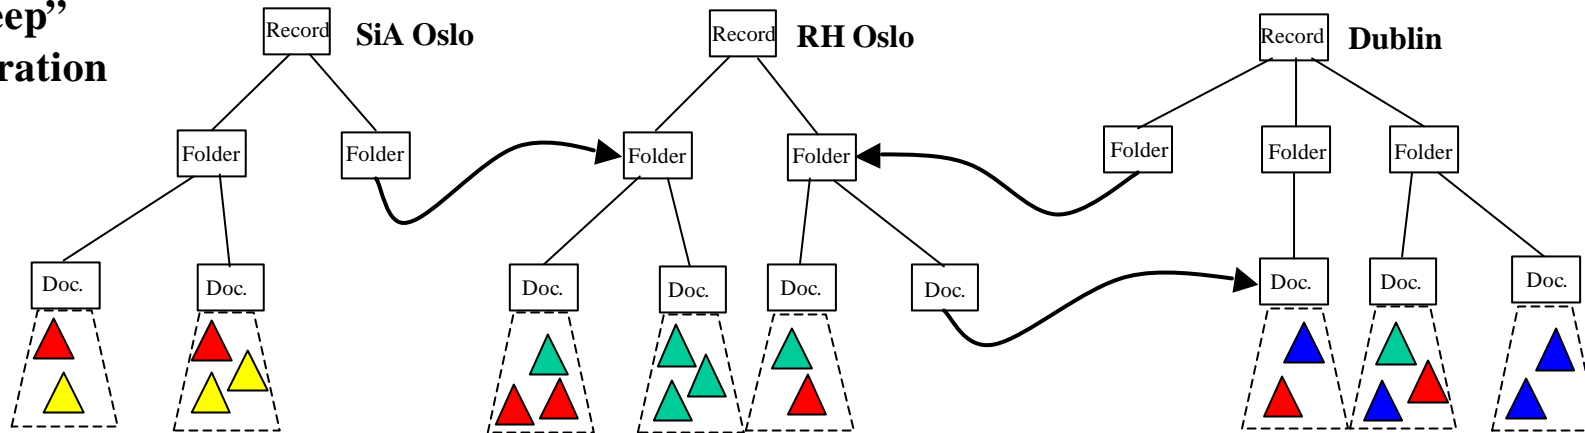 eep”
ration
Record
SiA Oslo
Record
RH Oslo
Record
Dublin
Folder
Folder
Folder
Folder
Folder
Folder
Folder
Doc.
Doc.
Doc.
Doc.
Doc.
Doc.
Doc.
Doc.
Doc.